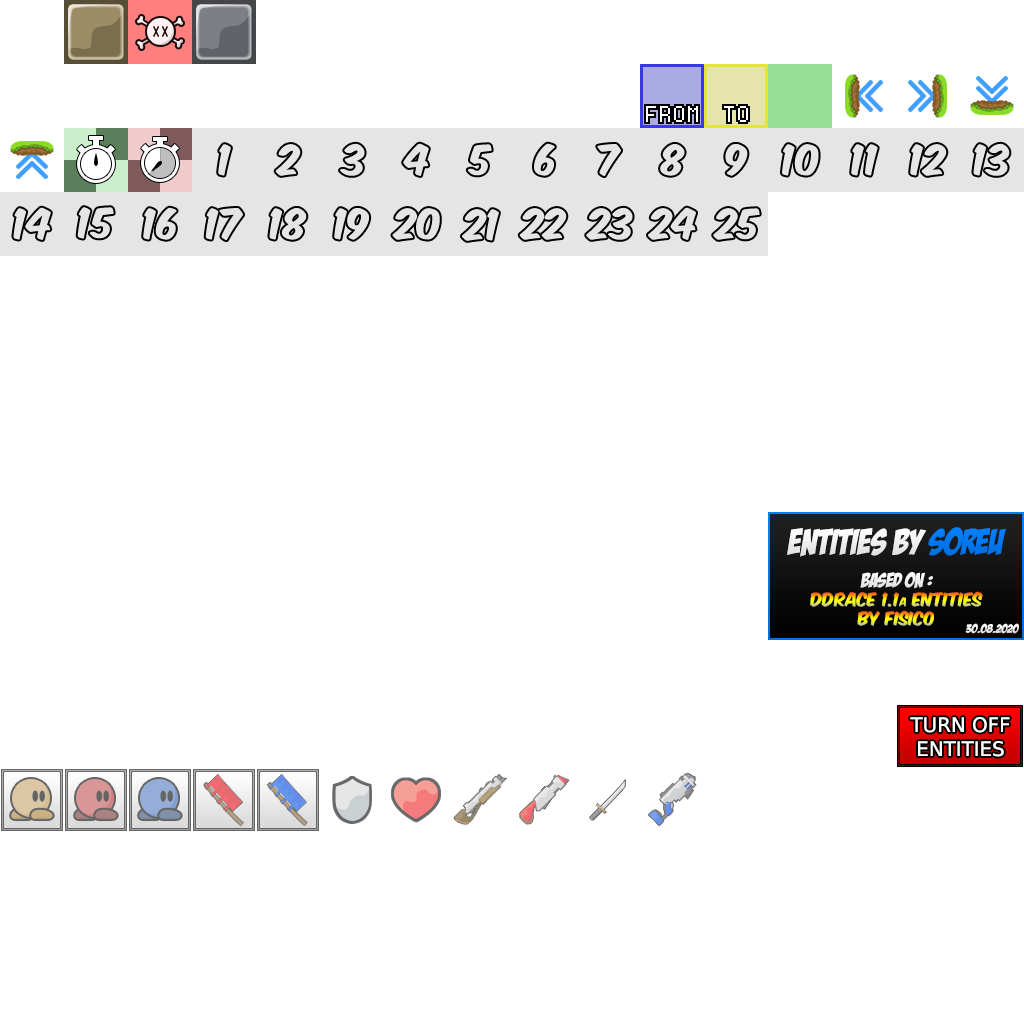 FROM TO
1 2 3 4 5 6 7 8 9 10 11 12 13
14 15 16 17 18 19 20 21 22 23 24 25
ENTITIES BY SOREU
BASED ON :
DDRACE 1.1A ENTITIES
BY FISICO
30.08.2020
TURN OFF
ENTITIES